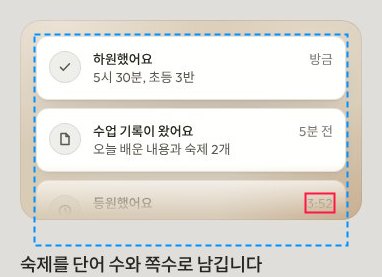 하원했어요
방금
5시 30분, 초등 3반
수업 기록이 왔어요
5분 전
오늘 배운 내용과 숙제 2개
등원했어요
3:52
숙제를 단어 수와 쪽수로 남깁니다